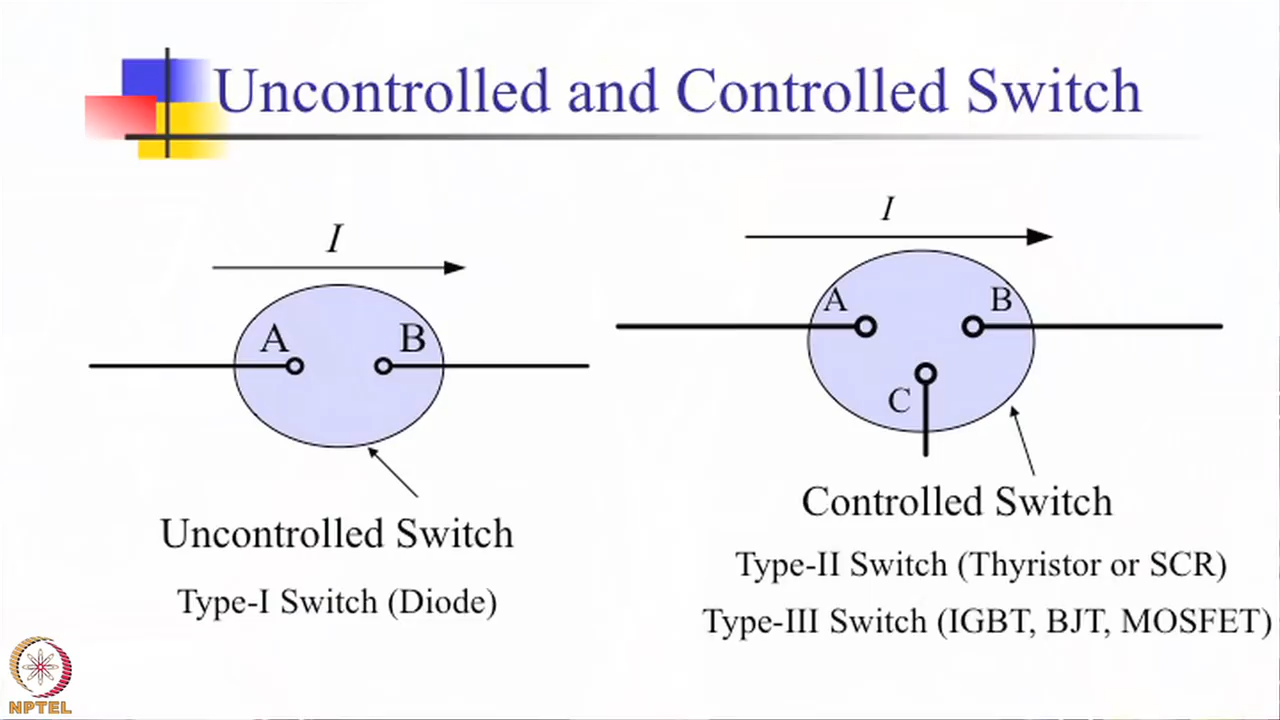 Uncontrolled and Controlled Switch
I
A
B
Uncontrolled Switch
Type-I Switch (Diode)
I
A
B
C
Controlled Switch
Type-II Switch (Thyristor or SCR)
Type-III Switch (IGBT, BJT, MOSFET)
NPTEL